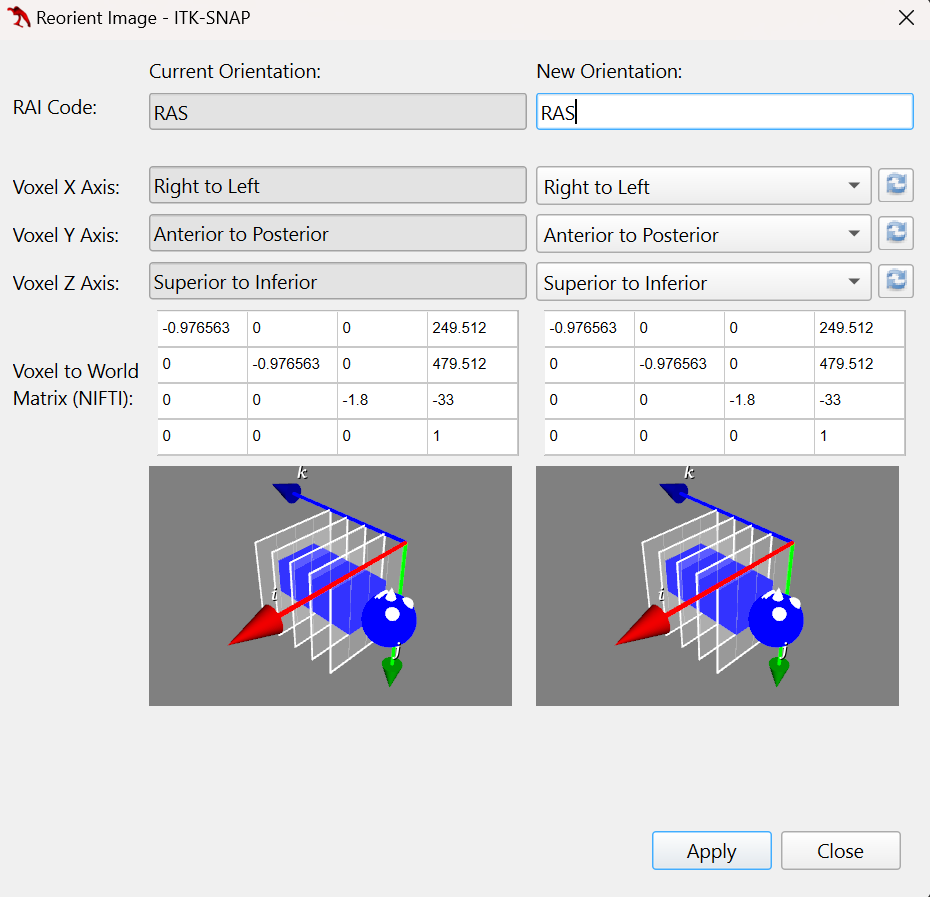 Reorient Image - ITK-SNAP
Current Orientation: New Orientation:
RAI Code: RAS RAS
Voxel X Axis: Right to Left Right to Left
Voxel Y Axis: Anterior to Posterior Anterior to Posterior
Voxel Z Axis: Superior to Inferior Superior to Inferior
Voxel to World
Matrix (NIFTI):
-0.976563 0 0 249.512
0 -0.976563 0 479.512
0 0 -1.8 -33
0 0 0 1
-0.976563 0 0 249.512
0 -0.976563 0 479.512
0 0 -1.8 -33
0 0 0 1
k
i
j
k
i
j
Apply Close